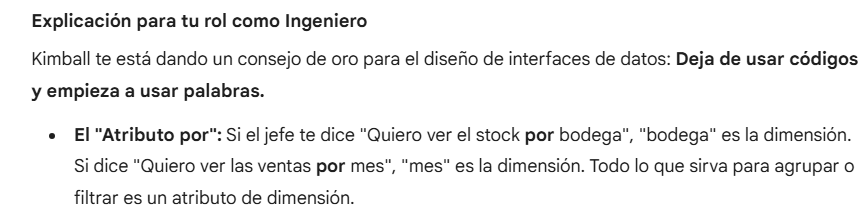 Explicación para tu rol como Ingeniero
Kimball te está dando un consejo de oro para el diseño de interfaces de datos: Deja de usar códigos
y empieza a usar palabras.
• El "Atributo por": Si el jefe te dice "Quiero ver el stock por bodega", "bodega" es la dimensión.
Si dice "Quiero ver las ventas por mes", "mes" es la dimensión. Todo lo que sirva para agrupar o
filtrar es un atributo de dimensión.